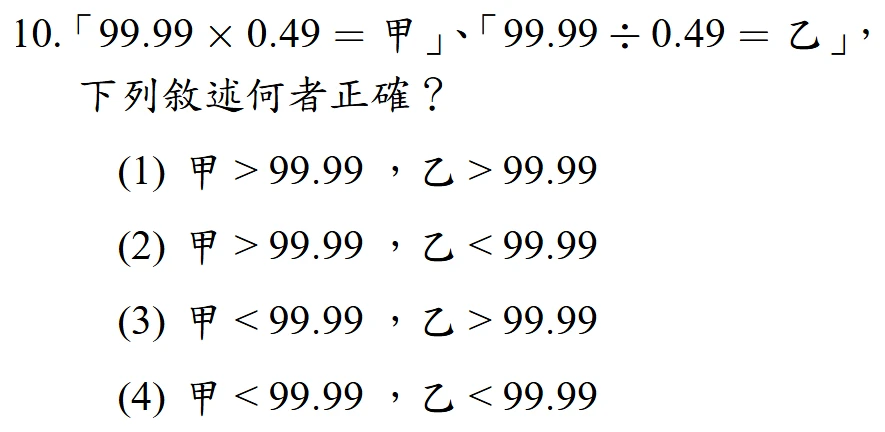 10.「99.99 × 0.49 = 甲」、「99.99 ÷ 0.49 = 乙」，
下列敘述何者正確？
(1) 甲 > 99.99 ，乙 > 99.99
(2) 甲 > 99.99 ，乙 < 99.99
(3) 甲 < 99.99 ，乙 > 99.99
(4) 甲 < 99.99 ，乙 < 99.99